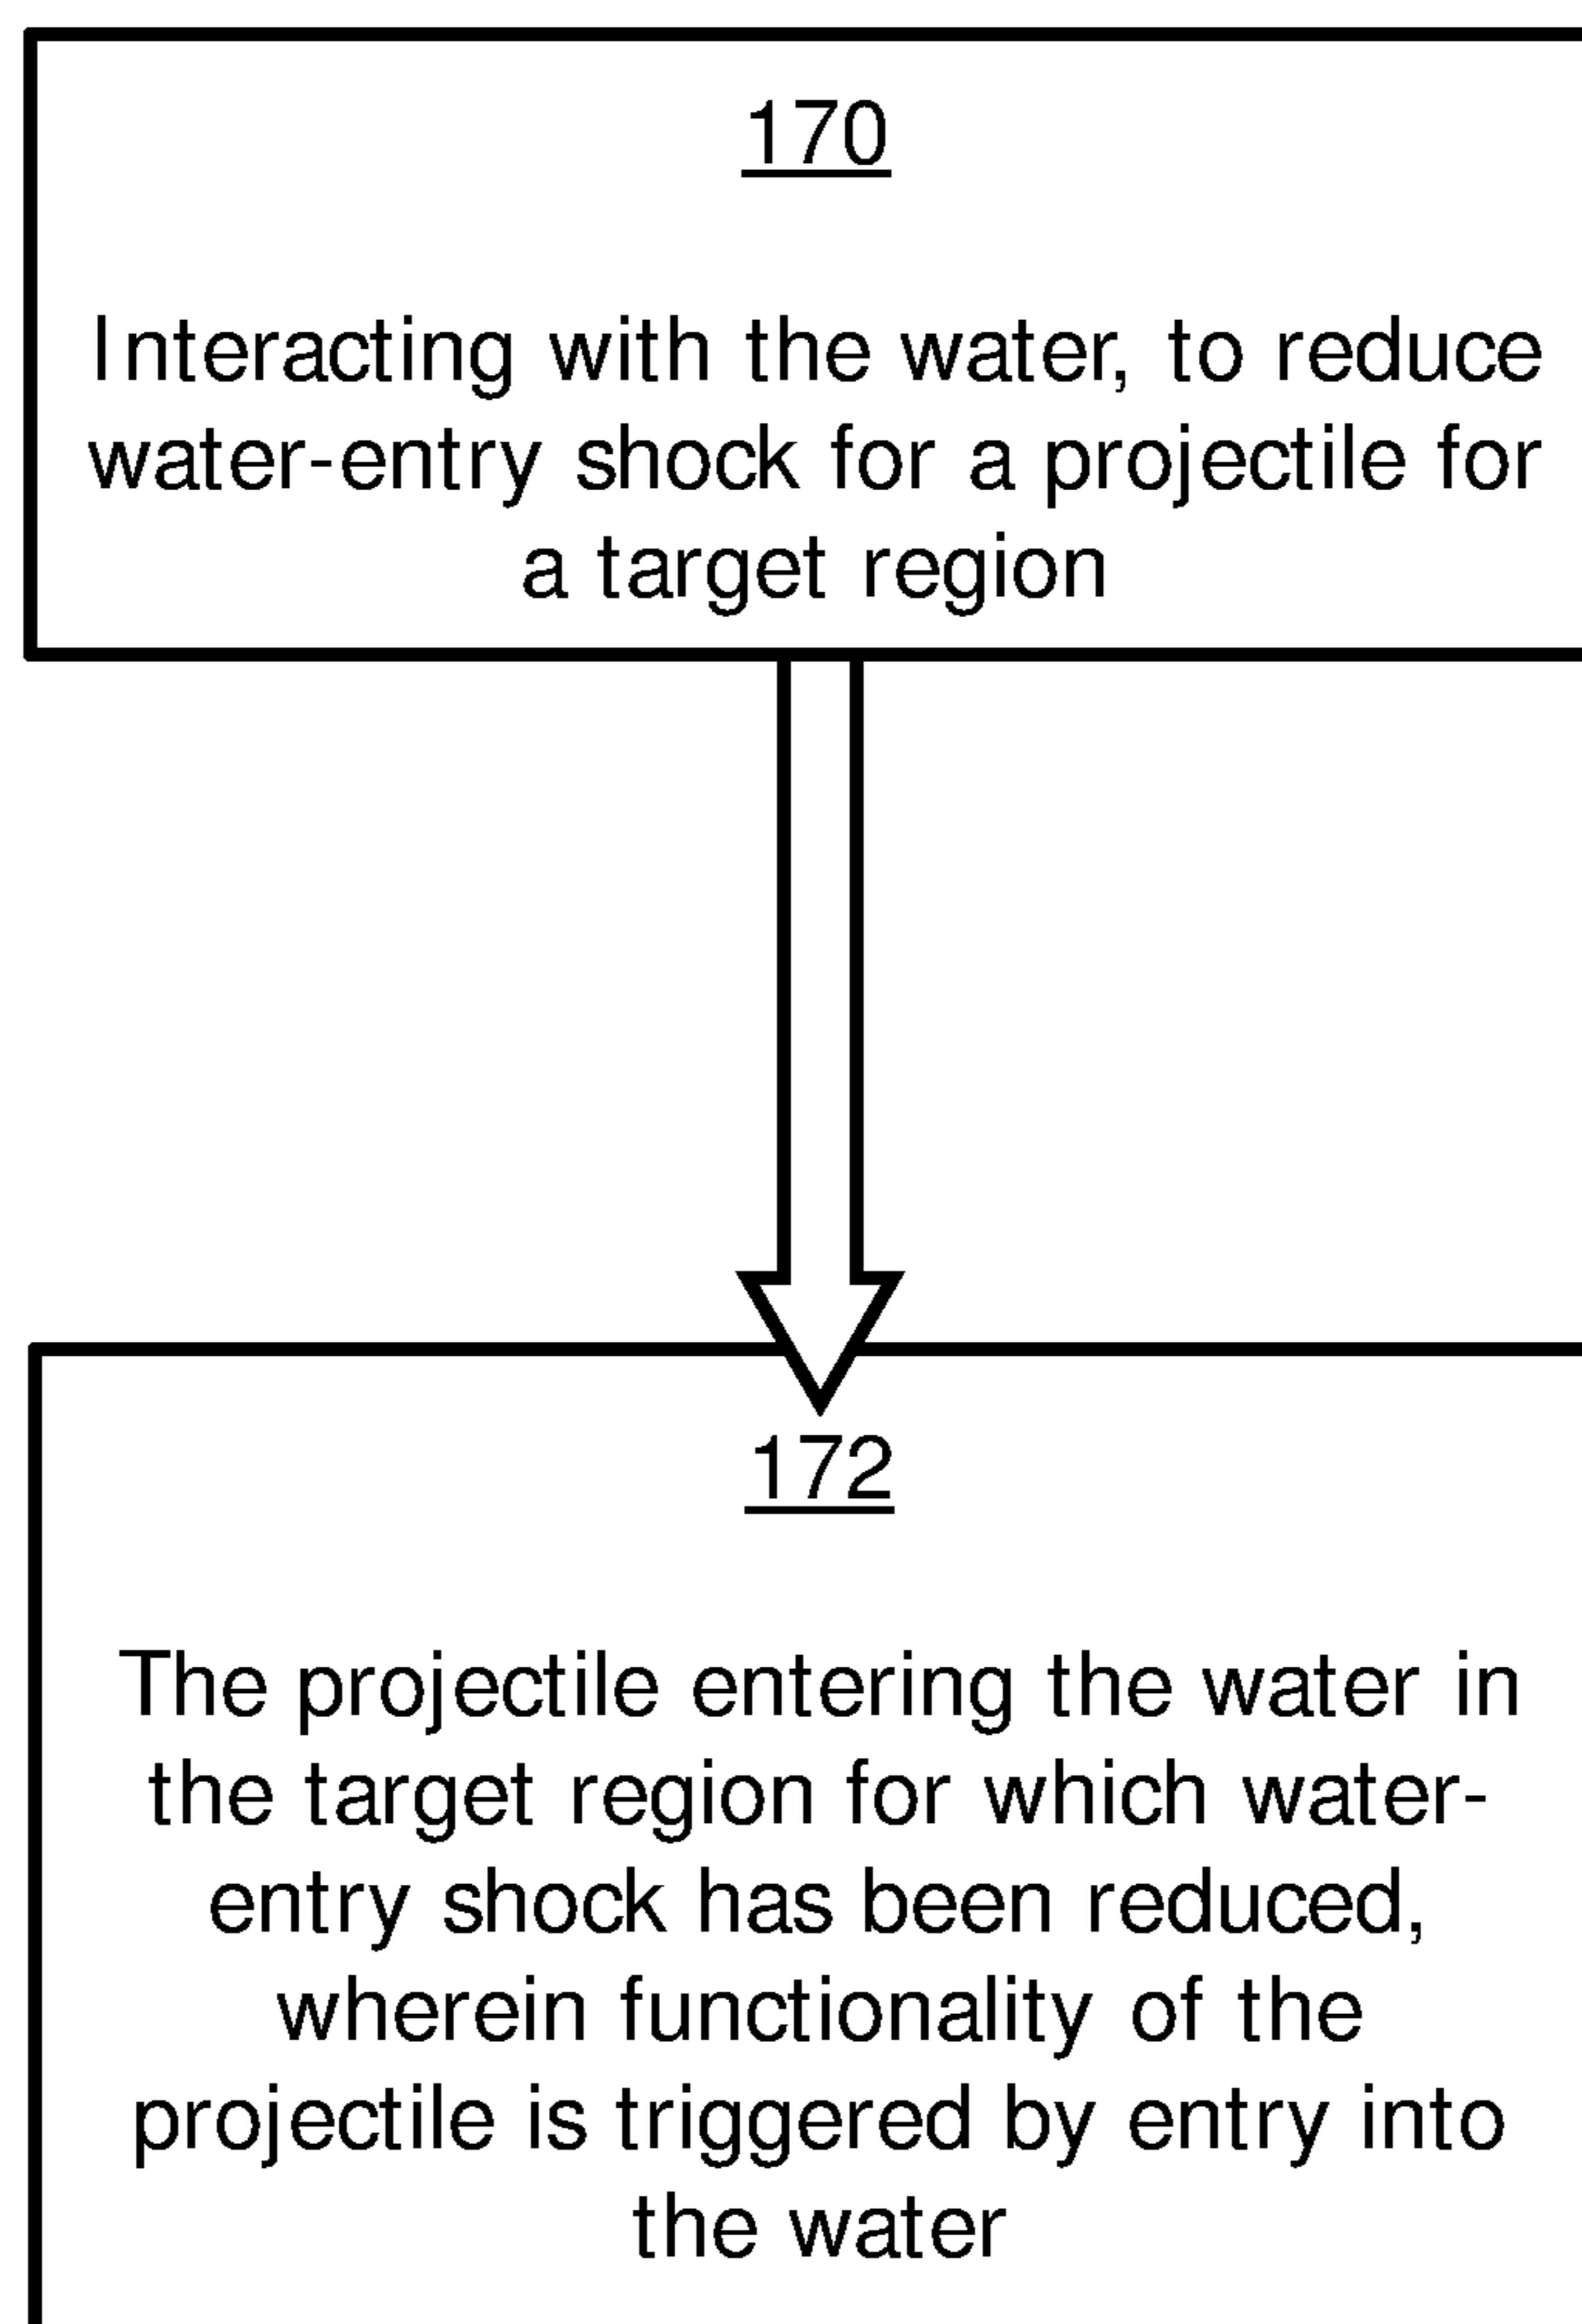 170
Interacting with the water, to reduce
water-entry shock for a projectile for
a target region
172
The projectile entering the water in
the target region for which water-
entry shock has been reduced,
wherein functionality of the
projectile is triggered by entry into
the water